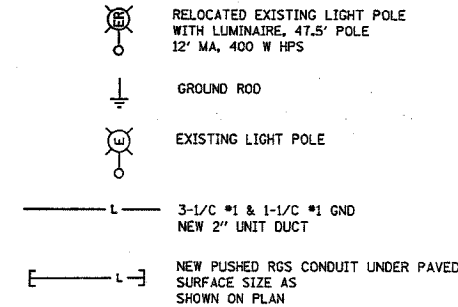 ER
RELOCATED EXISTING LIGHT POLE
WITH LUMINAIRE, 47.5' POLE
12' MA, 400 W HPS
GROUND ROD
E
EXISTING LIGHT POLE
L
3-1/C #1 & 1-1/C #1 GND
NEW 2" UNIT DUCT
L
NEW PUSHED RGS CONDUIT UNDER PAVED
SURFACE SIZE AS
SHOWN ON PLAN